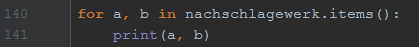 140 for a, b in nachschlagewerk.items():
141 print(a, b)